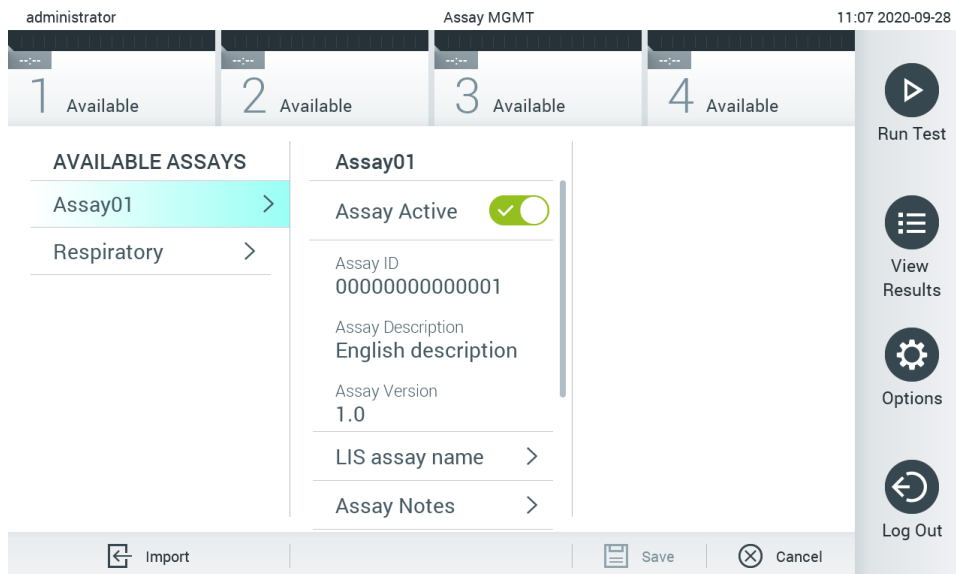 administrator
Assay MGMT
11:07 2020-09-28
--:--
1 Available
--:--
2 Available
--:--
3 Available
--:--
4 Available
Run Test
View
Results
Options
Log Out
AVAILABLE ASSAYS
Assay01
Respiratory
Assay01
Assay Active
Assay ID
00000000000001
Assay Description
English description
Assay Version
1.0
LIS assay name
Assay Notes
Import
Save
Cancel